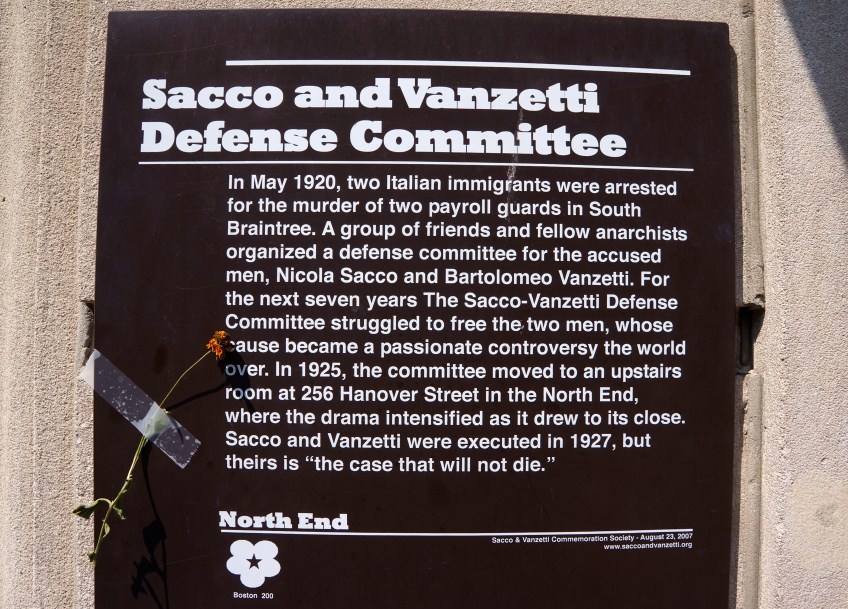 Sacco and Vanzetti
Defense Committee
In May 1920, two Italian immigrants were arrested
for the murder of two payroll guards in South
Braintree. A group of friends and fellow anarchists
organized a defense committee for the accused
men, Nicola Sacco and Bartolomeo Vanzetti. For
the next seven years The Sacco-Vanzetti Defense
Committee struggled to free the two men, whose
cause became a passionate controversy the world
over. In 1925, the committee moved to an upstairs
room at 256 Hanover Street in the North End,
where the drama intensified as it drew to its close.
Sacco and Vanzetti were executed in 1927, but
theirs is “the case that will not die.”
North End
Sacco & Vanzetti Commemoration Society - August 23, 2007
www.saccoandvanzetti.org
Boston 200